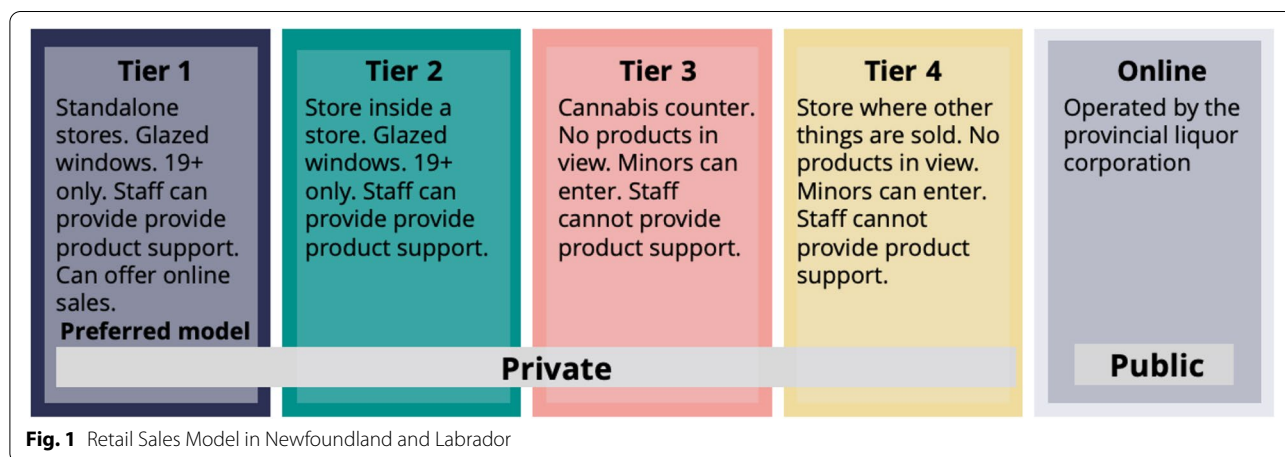 Tier 1
Standalone
stores. Glazed
windows. 19+
only. Staff can
provide provide
product support.
Can offer online
sales.
Preferred model
Tier 2
Store inside a
store. Glazed
windows. 19+
only. Staff can
provide provide
product support.
Tier 3
Cannabis counter.
No products in
view. Minors can
enter. Staff
cannot provide
product support.
Tier 4
Store where other
things are sold. No
products in view.
Minors can enter.
Staff cannot
provide product
support.
Private
Online
Operated by the
provincial liquor
corporation
Public
Fig. 1 Retail Sales Model in Newfoundland and Labrador